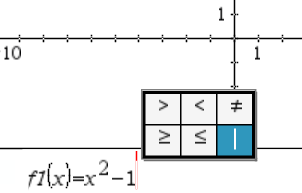 1
10 1
> < ≠
≥ ≤ |
f1(x)=x²-1